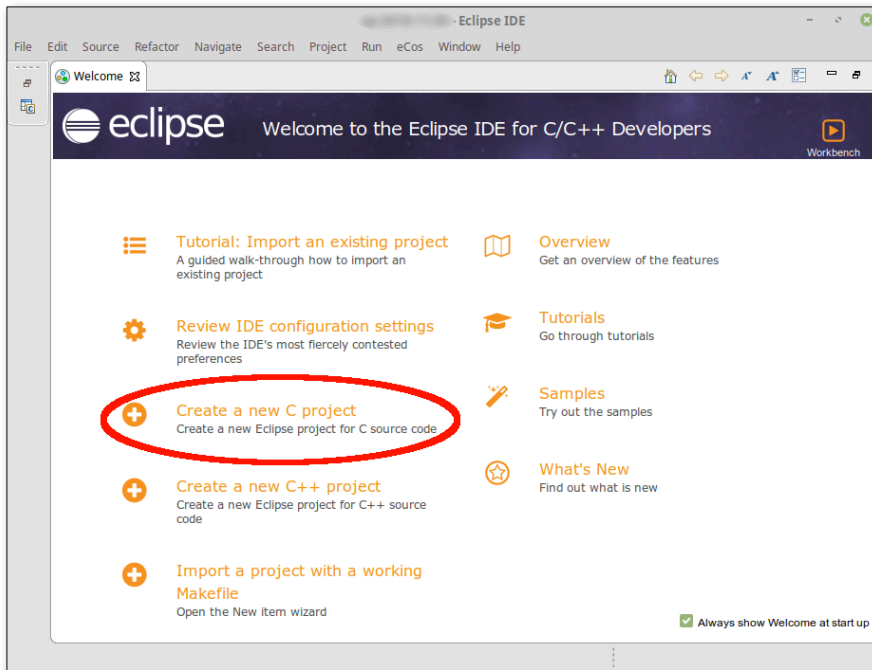 - Eclipse IDE
File Edit Source Refactor Navigate Search Project Run eCos Window Help
Welcome
eclipse Welcome to the Eclipse IDE for C/C++ Developers
Workbench
Tutorial: Import an existing project
A guided walk-through how to import an
existing project
Review IDE configuration settings
Review the IDE's most fiercely contested
preferences
Create a new C project
Create a new Eclipse project for C source code
Create a new C++ project
Create a new Eclipse project for C++ source
code
Import a project with a working
Makefile
Open the New item wizard
Overview
Get an overview of the features
Tutorials
Go through tutorials
Samples
Try out the samples
What's New
Find out what is new
Always show Welcome at start up